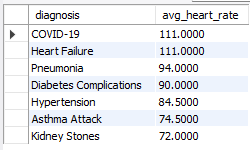 diagnosis avg_heart_rate
COVID-19 111.0000
Heart Failure 111.0000
Pneumonia 94.0000
Diabetes Complications 90.0000
Hypertension 84.5000
Asthma Attack 74.5000
Kidney Stones 72.0000